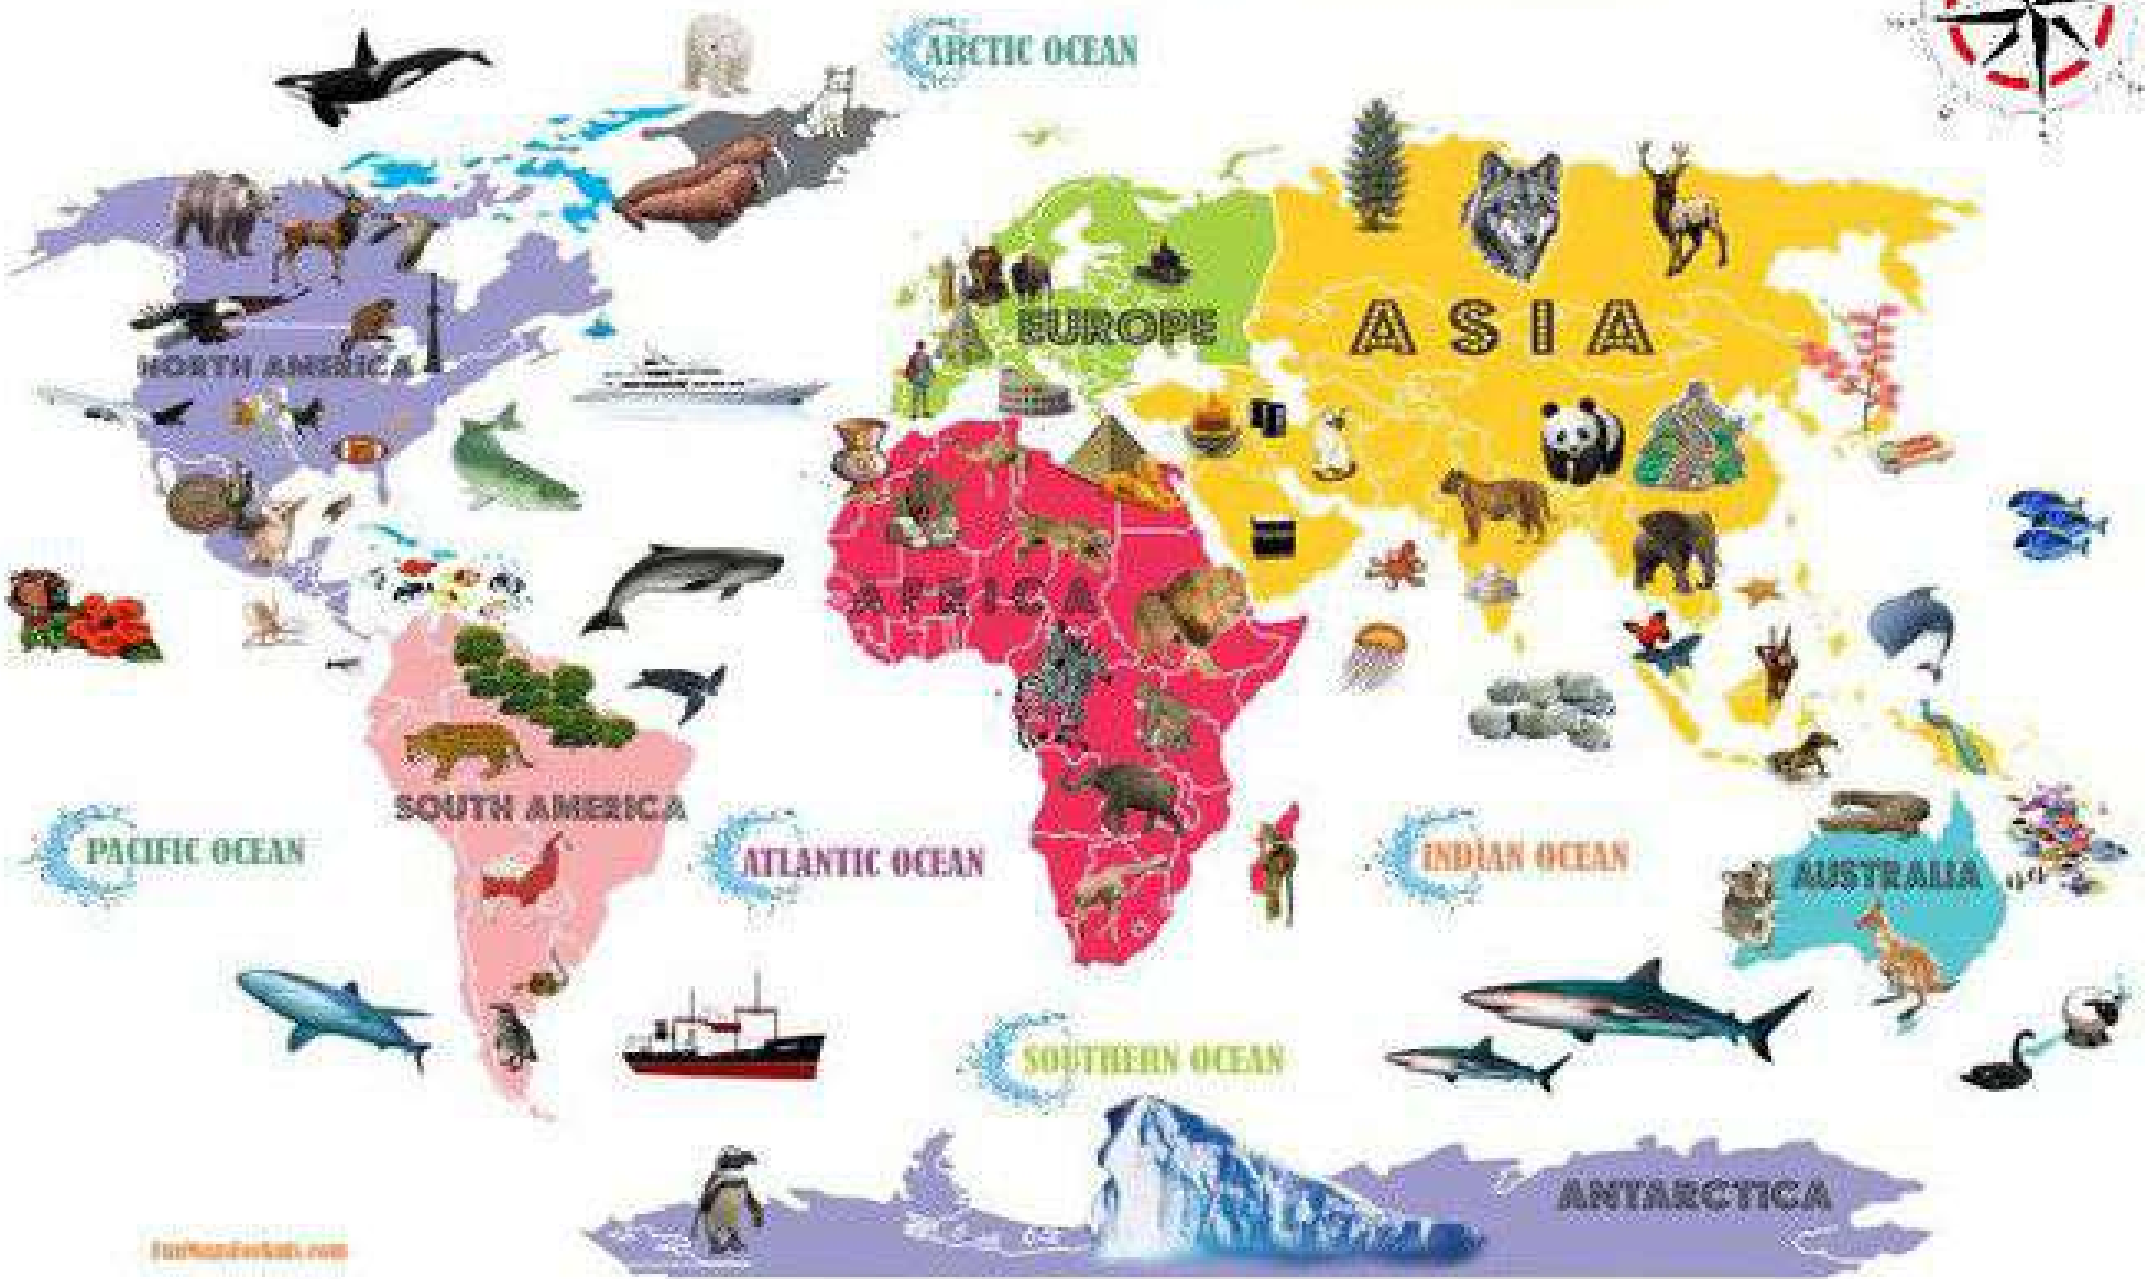 ARCTIC OCEAN
EUROPE
ASIA
NORTH AMERICA
AFRICA
SOUTH AMERICA
PACIFIC OCEAN
ATLANTIC OCEAN
INDIAN OCEAN
AUSTRALIA
SOUTHERN OCEAN
ANTARCTICA